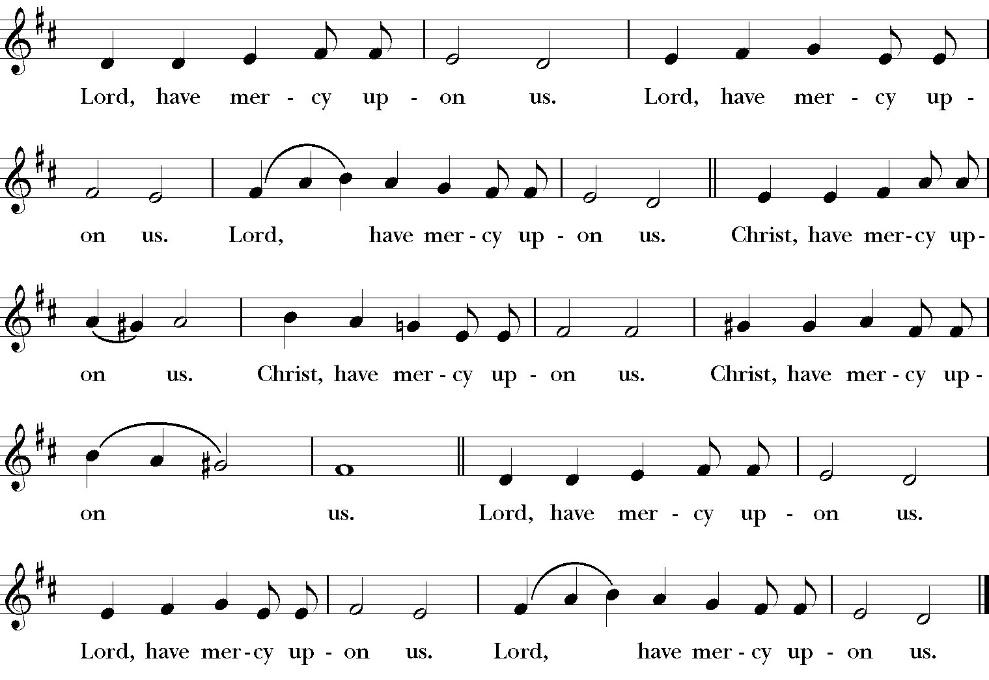 Lord, have mer - cy up - on us. Lord, have mer - cy up -
on us. Lord, have mer - cy up - on us. Christ, have mer - cy up -
on us. Christ, have mer - cy up - on us. Christ, have mer - cy up -
on us. Lord, have mer - cy up - on us.
Lord, have mer - cy up - on us. Lord, have mer - cy up - on us.